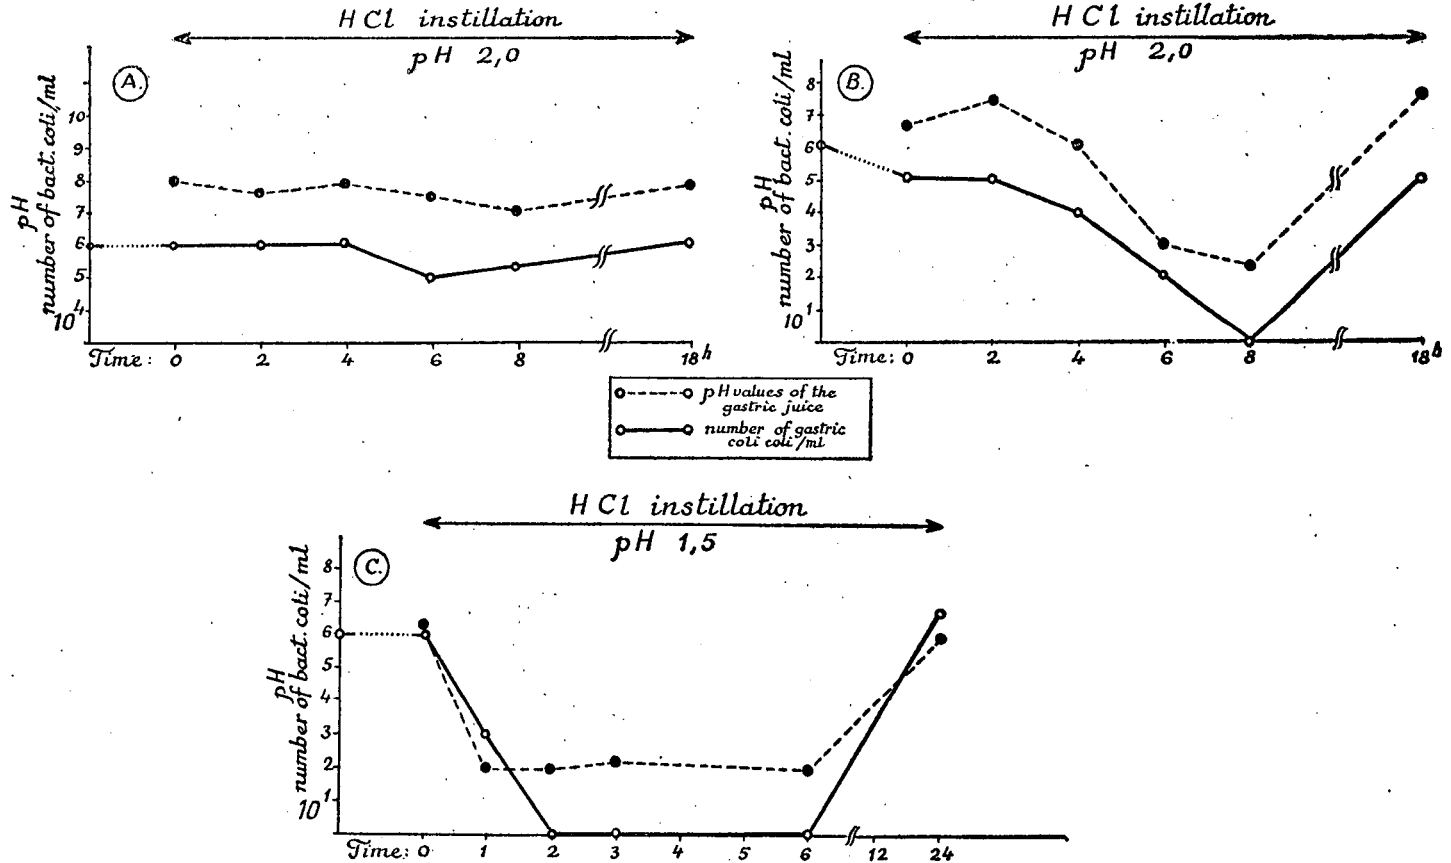 HCl instillation
pH 2,0
A.
pH
number of bact. coli/ml
10
9
8
7
6
5
10⁴
Time: 0 2 4 6 8 18h
HCl instillation
pH 2,0
B.
pH
number of bact. coli/ml
8
7
6
5
4
3
2
10¹
Time: 0 2 4 6 8 18h
pH values of the
gastric juice
number of gastric
coli coli/ml
HCl instillation
pH 1,5
C.
pH
number of bact. coli/ml
8
7
6
5
4
3
2
10¹
Time: 0 1 2 3 4 5 6 12 24